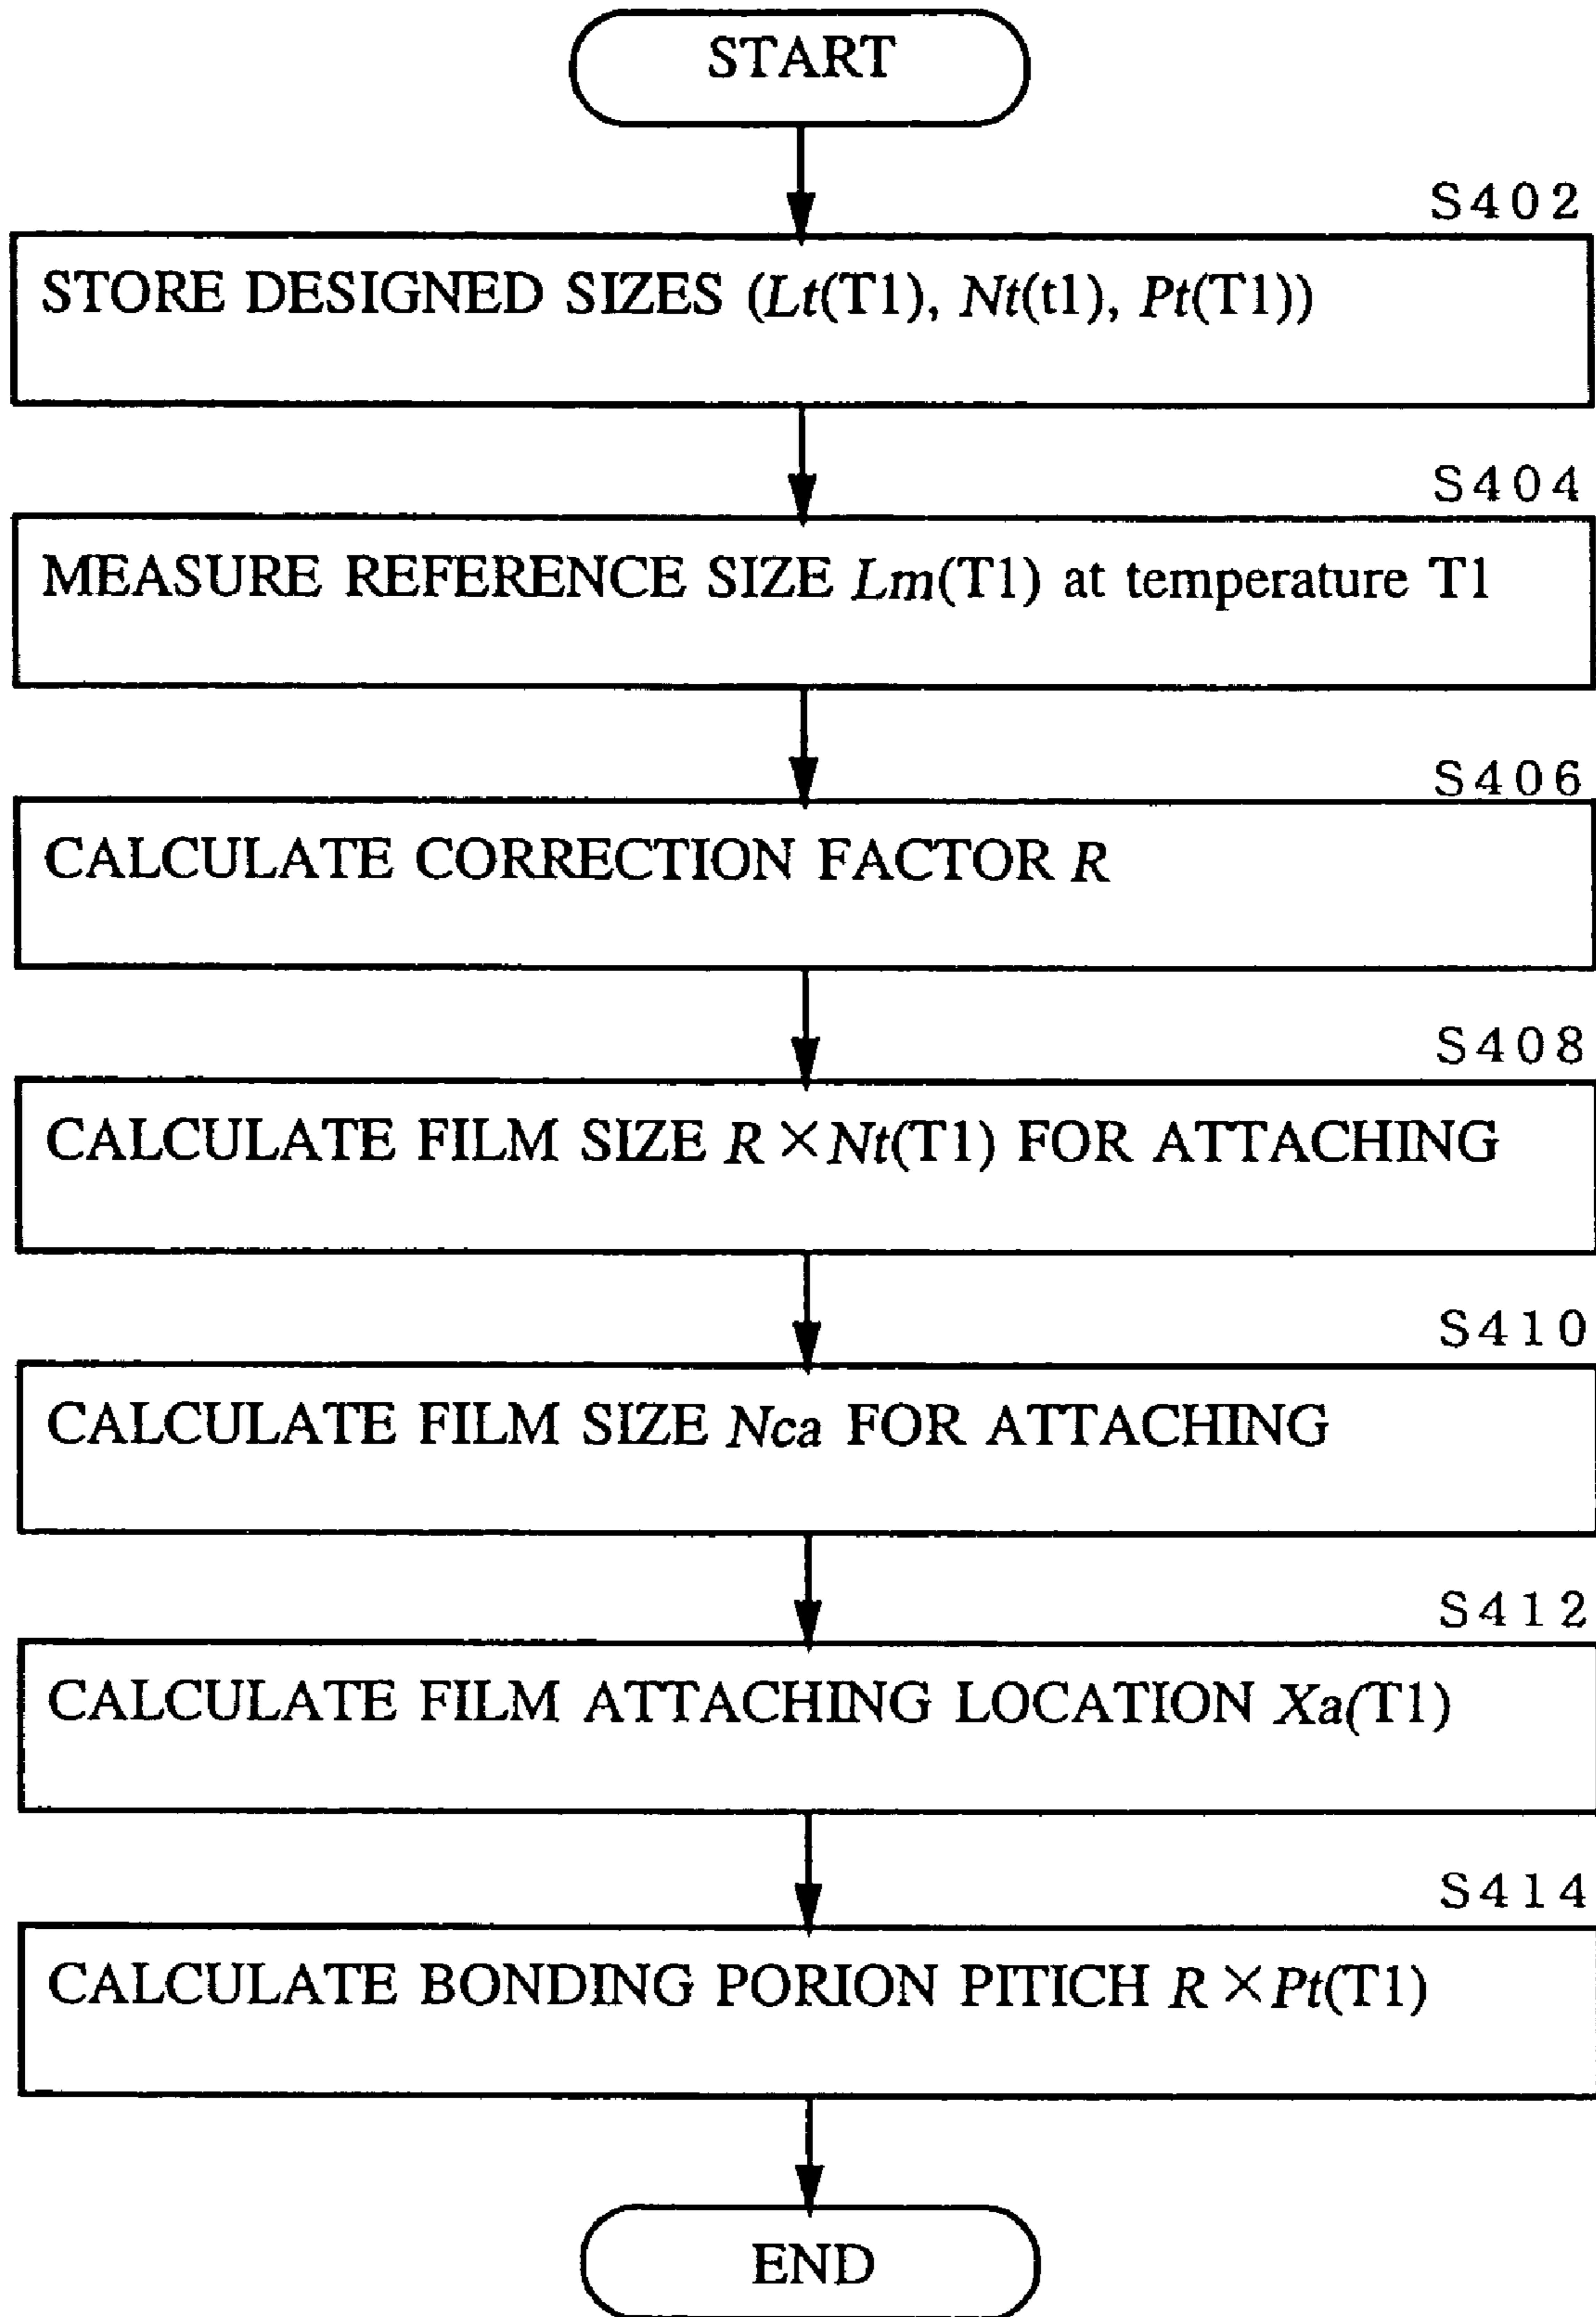 START
S402
STORE DESIGNED SIZES (Lt(T1), Nt(t1), Pt(T1))
S404
MEASURE REFERENCE SIZE Lm(T1) at temperature T1
S406
CALCULATE CORRECTION FACTOR R
S408
CALCULATE FILM SIZE R×Nt(T1) FOR ATTACHING
S410
CALCULATE FILM SIZE Nca FOR ATTACHING
S412
CALCULATE FILM ATTACHING LOCATION Xa(T1)
S414
CALCULATE BONDING PORION PITICH R×Pt(T1)
END